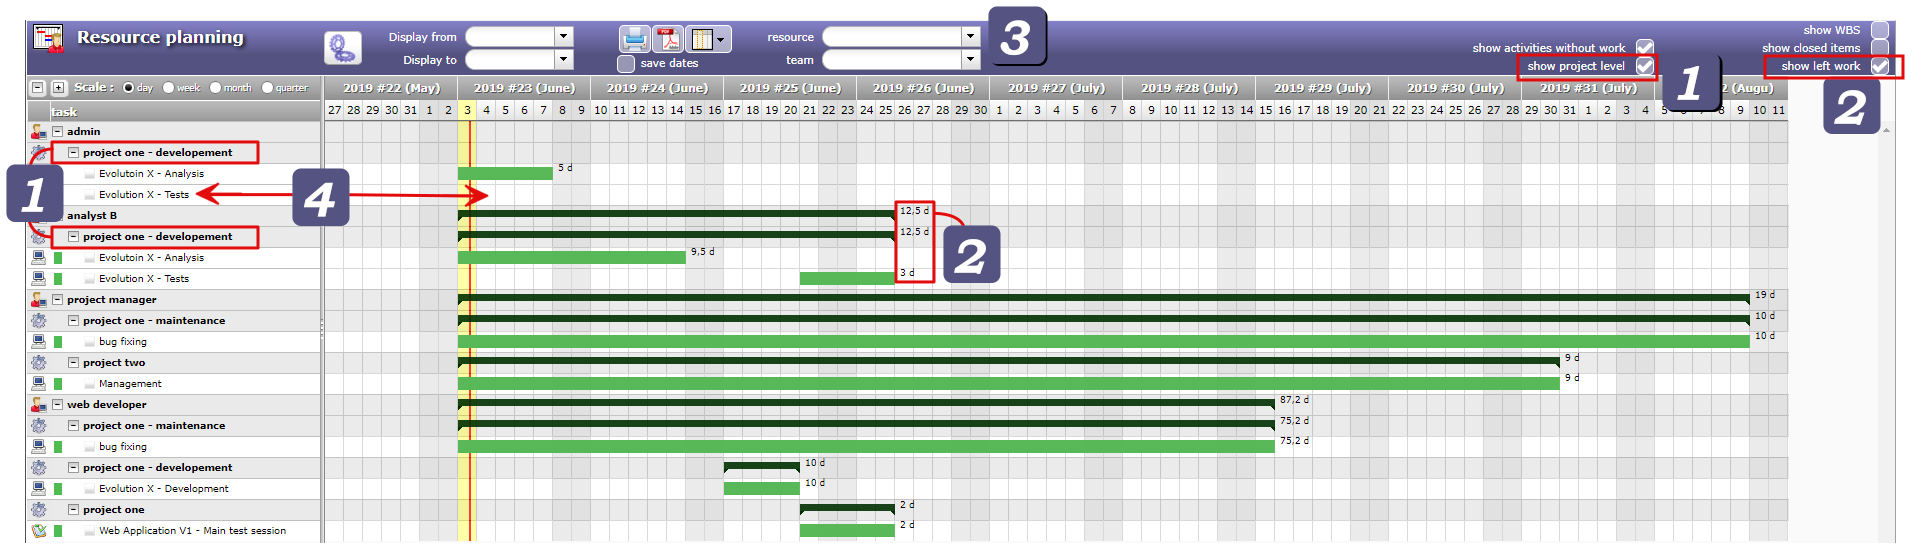 Resource planning
Display from
Display to
PDF
save dates
resource
team
3
show activities without work
show project level
1
show WBS
show closed items
show left work
2
Scale : day week month quarter
2019 #22 (May) 2019 #23 (June) 2019 #24 (June) 2019 #25 (June) 2019 #26 (June) 2019 #27 (July) 2019 #28 (July) 2019 #29 (July) 2019 #30 (July) 2019 #31 (July) 2 (Augu)
task
27 28 29 30 31 1 2 3 4 5 6 7 8 9 10 11 12 13 14 15 16 17 18 19 20 21 22 23 24 25 26 27 28 29 30 1 2 3 4 5 6 7 8 9 10 11 12 13 14 15 16 17 18 19 20 21 22 23 24 25 26 27 28 29 30 31 1 2 3 4 5 6 7 8 9 10 11
admin
project one - developement
Evolutoin X - Analysis 5 d
1
Evolution X - Tests
4
analyst B 12,5 d
project one - developement 12,5 d
2
Evolutoin X - Analysis 9,5 d
Evolution X - Tests 3 d
project manager 19 d
project one - maintenance 10 d
bug fixing 10 d
project two 9 d
Management 9 d
web developer 87,2 d
project one - maintenance 75,2 d
bug fixing 75,2 d
project one - developement 10 d
Evolution X - Development 10 d
project one 2 d
Web Application V1 - Main test session 2 d